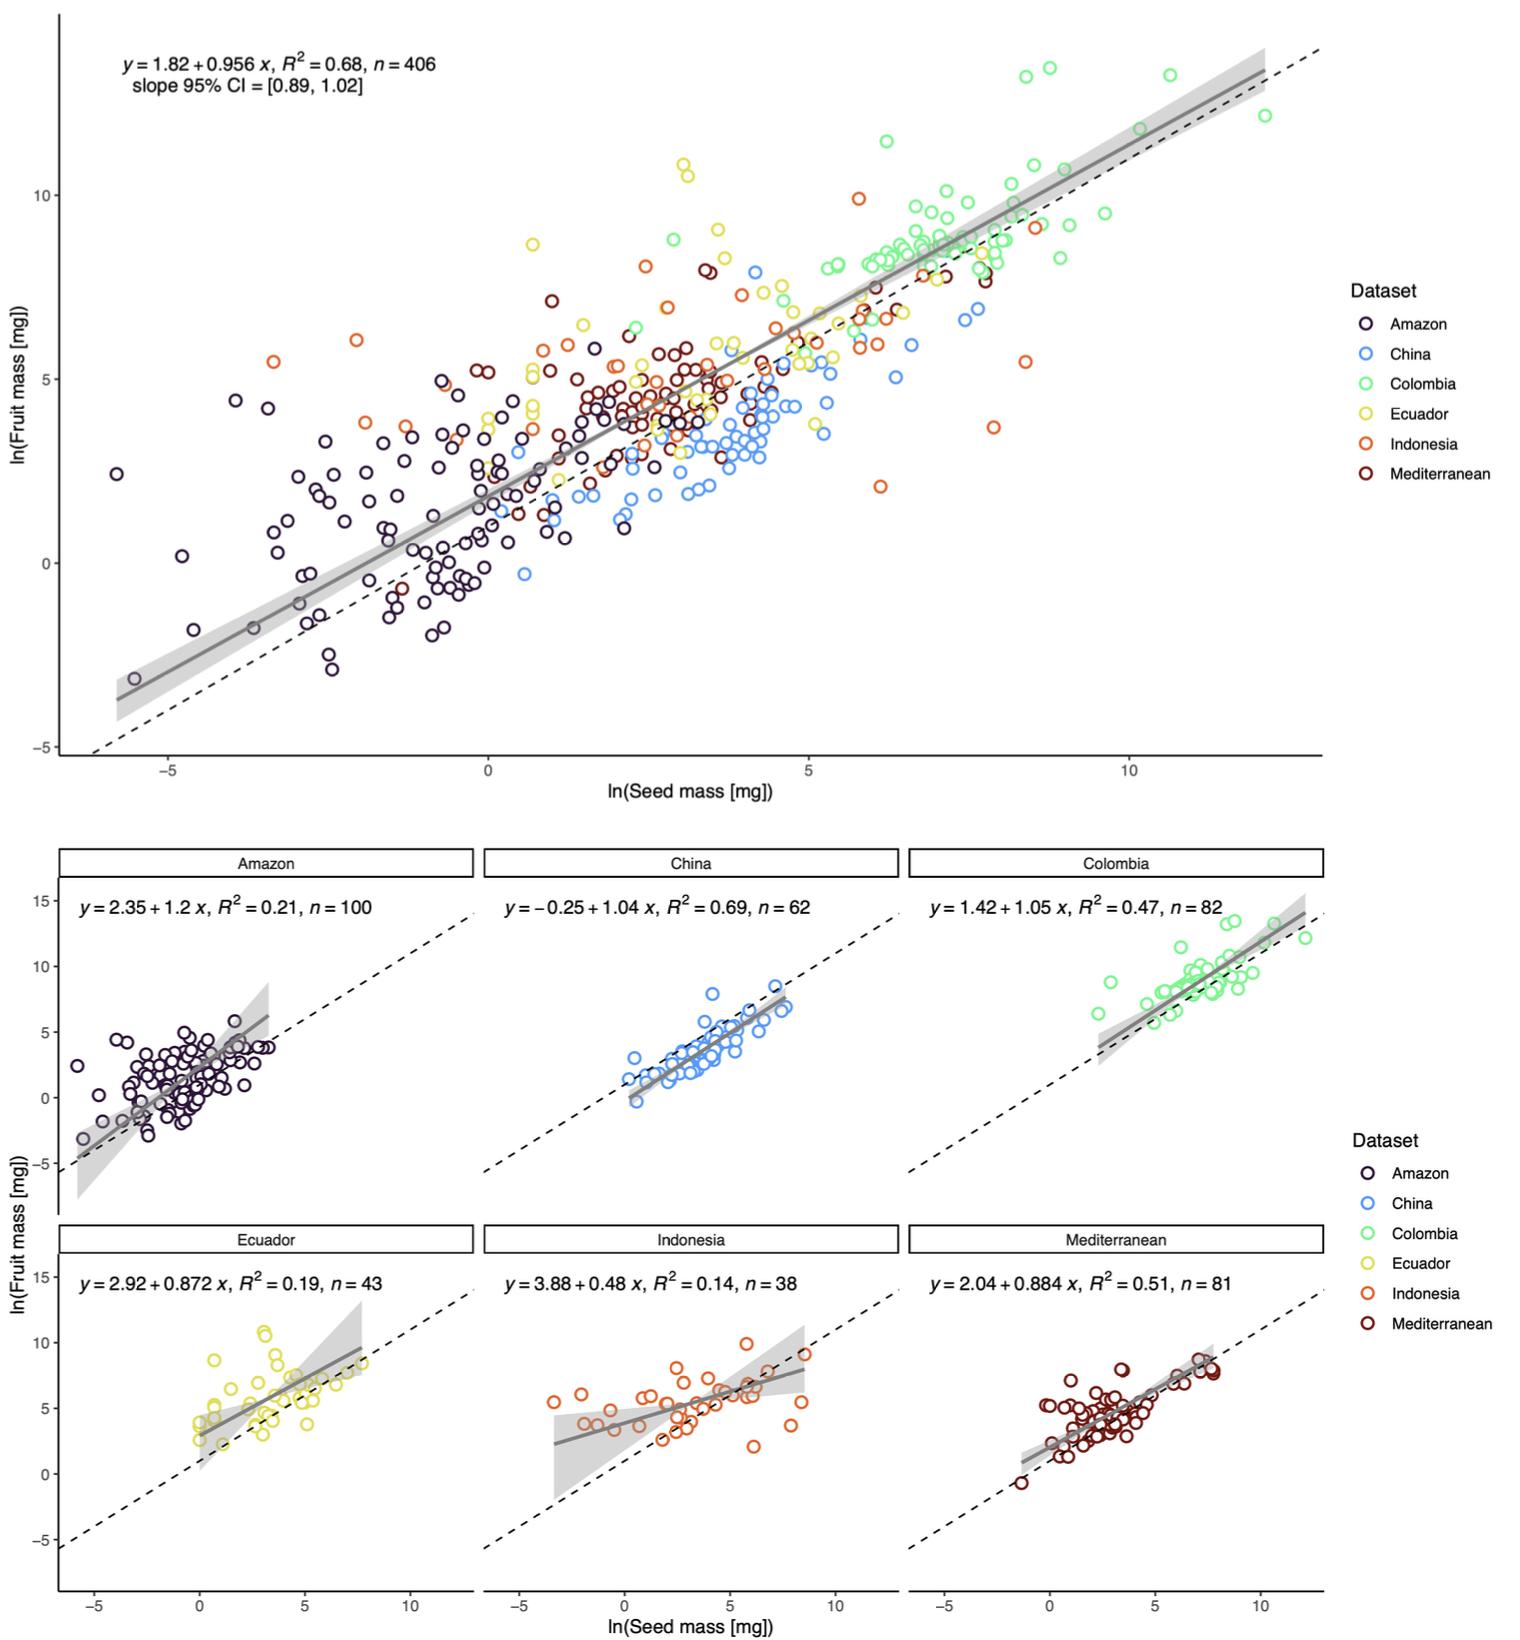 y = 1.82 + 0.956 x, R² = 0.68, n = 406
slope 95% CI = [0.89, 1.02]
10
5
0
−5
ln(Fruit mass [mg])
−5 0 5 10
ln(Seed mass [mg])
Dataset
Amazon
China
Colombia
Ecuador
Indonesia
Mediterranean
Amazon China Colombia
y = 2.35 + 1.2 x, R² = 0.21, n = 100
y = −0.25 + 1.04 x, R² = 0.69, n = 62
y = 1.42 + 1.05 x, R² = 0.47, n = 82
15
10
5
0
−5
ln(Fruit mass [mg])
Ecuador Indonesia Mediterranean
y = 2.92 + 0.872 x, R² = 0.19, n = 43
y = 3.88 + 0.48 x, R² = 0.14, n = 38
y = 2.04 + 0.884 x, R² = 0.51, n = 81
15
10
5
0
−5
−5 0 5 10 −5 0 5 10 −5 0 5 10
ln(Seed mass [mg])
Dataset
Amazon
China
Colombia
Ecuador
Indonesia
Mediterranean